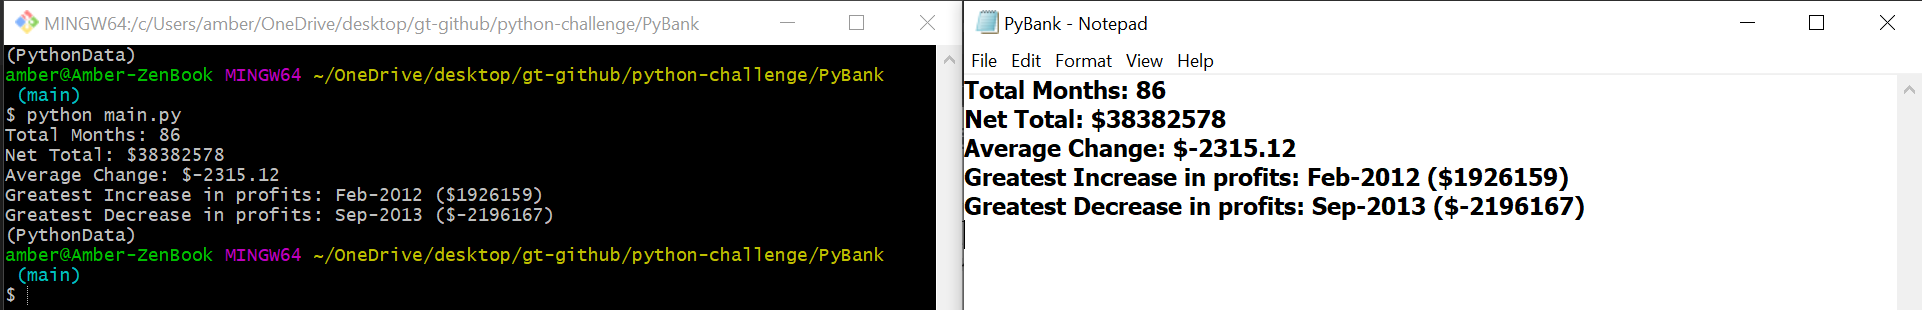 MINGW64:/c/Users/amber/OneDrive/desktop/gt-github/python-challenge/PyBank
(PythonData)
amber@Amber-ZenBook MINGW64 ~/OneDrive/desktop/gt-github/python-challenge/PyBank
(main)
$ python main.py
Total Months: 86
Net Total: $38382578
Average Change: $-2315.12
Greatest Increase in profits: Feb-2012 ($1926159)
Greatest Decrease in profits: Sep-2013 ($-2196167)
(PythonData)
amber@Amber-ZenBook MINGW64 ~/OneDrive/desktop/gt-github/python-challenge/PyBank
(main)
$
PyBank - Notepad
File Edit Format View Help
Total Months: 86
Net Total: $38382578
Average Change: $-2315.12
Greatest Increase in profits: Feb-2012 ($1926159)
Greatest Decrease in profits: Sep-2013 ($-2196167)